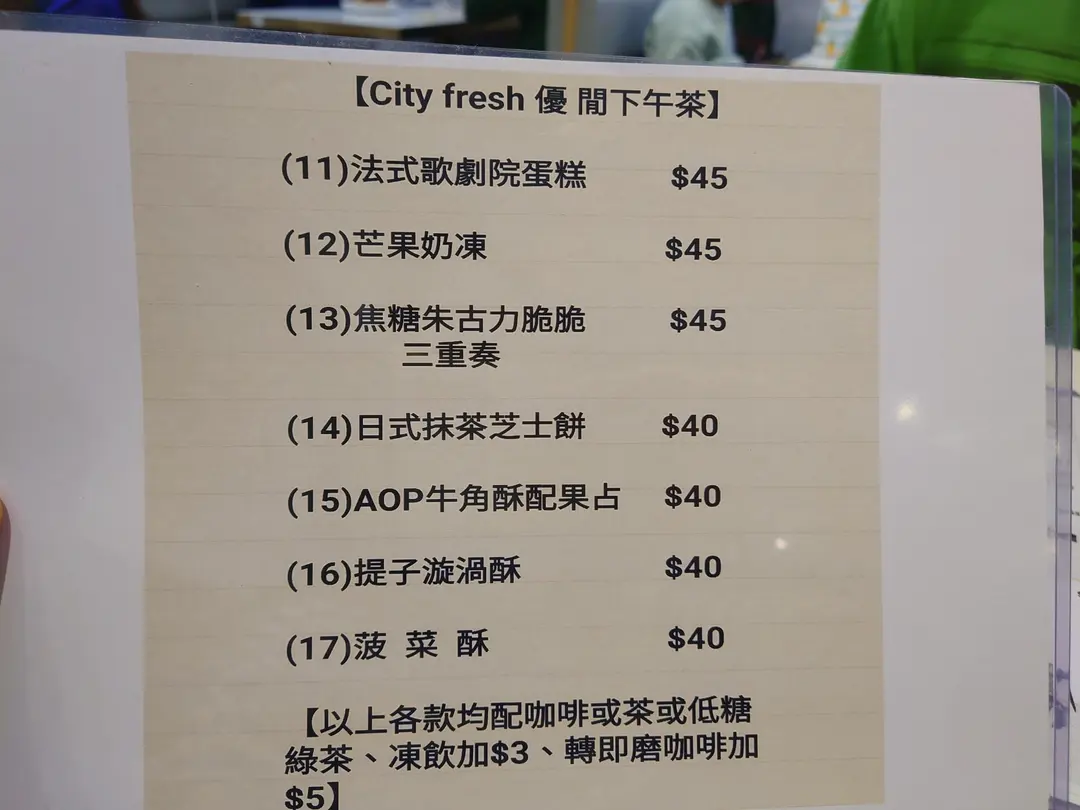 【City fresh 優 閒下午茶】
(11)法式歌劇院蛋糕 $45
(12)芒果奶凍 $45
(13)焦糖朱古力脆脆 $45
三重奏
(14)日式抹茶芝士餅 $40
(15)AOP牛角酥配果占 $40
(16)提子漩渦酥 $40
(17)菠 菜 酥 $40
【以上各款均配咖啡或茶或低糖
綠茶、凍飲加$3、轉即磨咖啡加
$5】